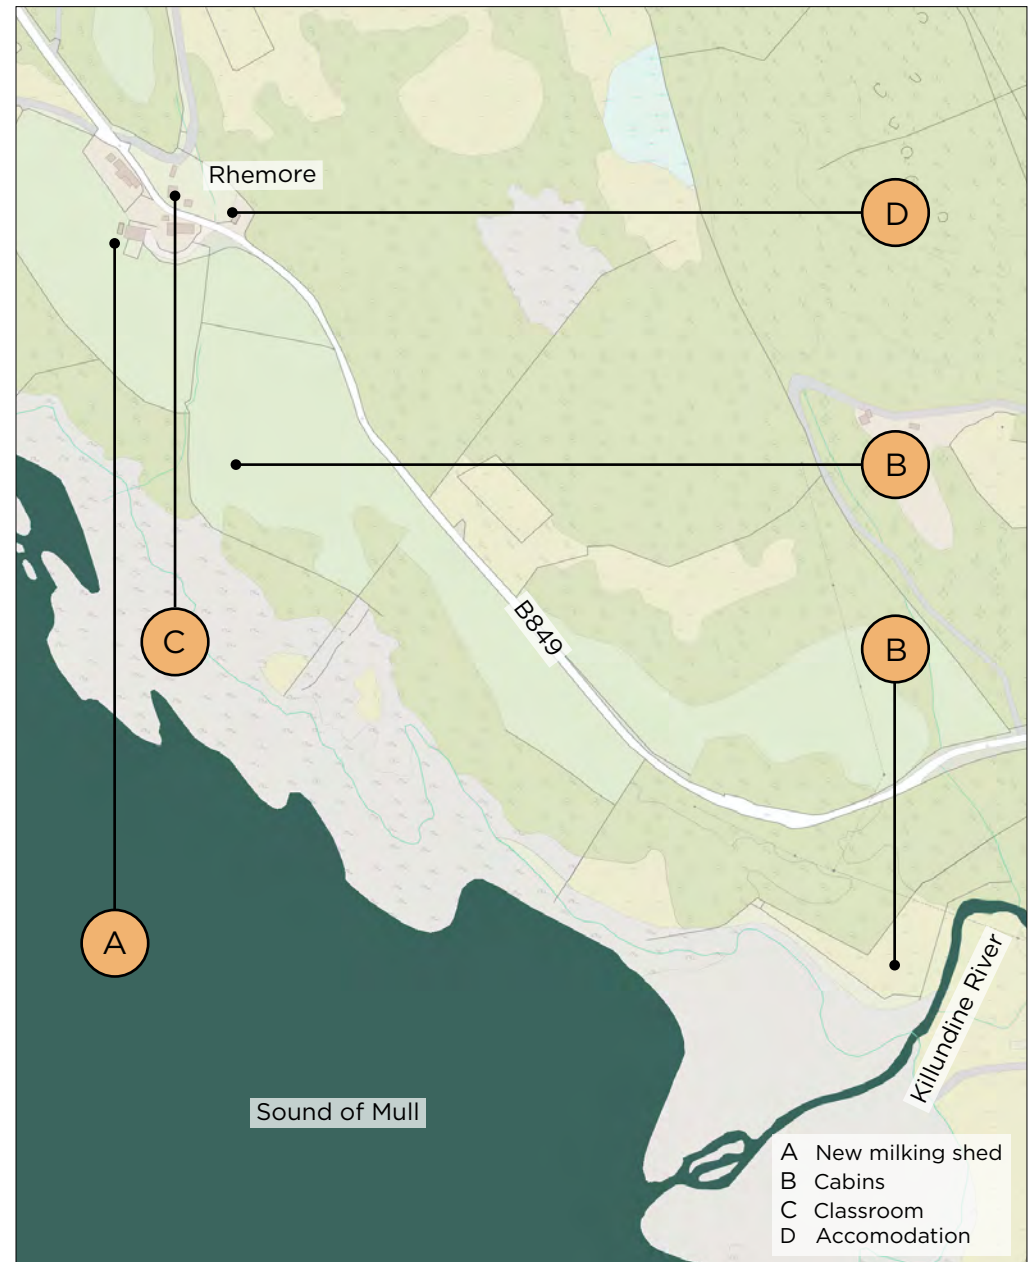 Rhemore
D
B
C
B849
B
A
Killundine River
Sound of Mull
A New milking shed
B Cabins
C Classroom
D Accomodation